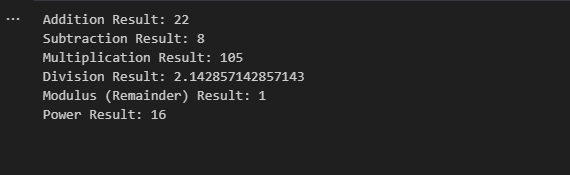 Addition Result: 22
Subtraction Result: 8
Multiplication Result: 105
Division Result: 2.142857142857143
Modulus (Remainder) Result: 1
Power Result: 16